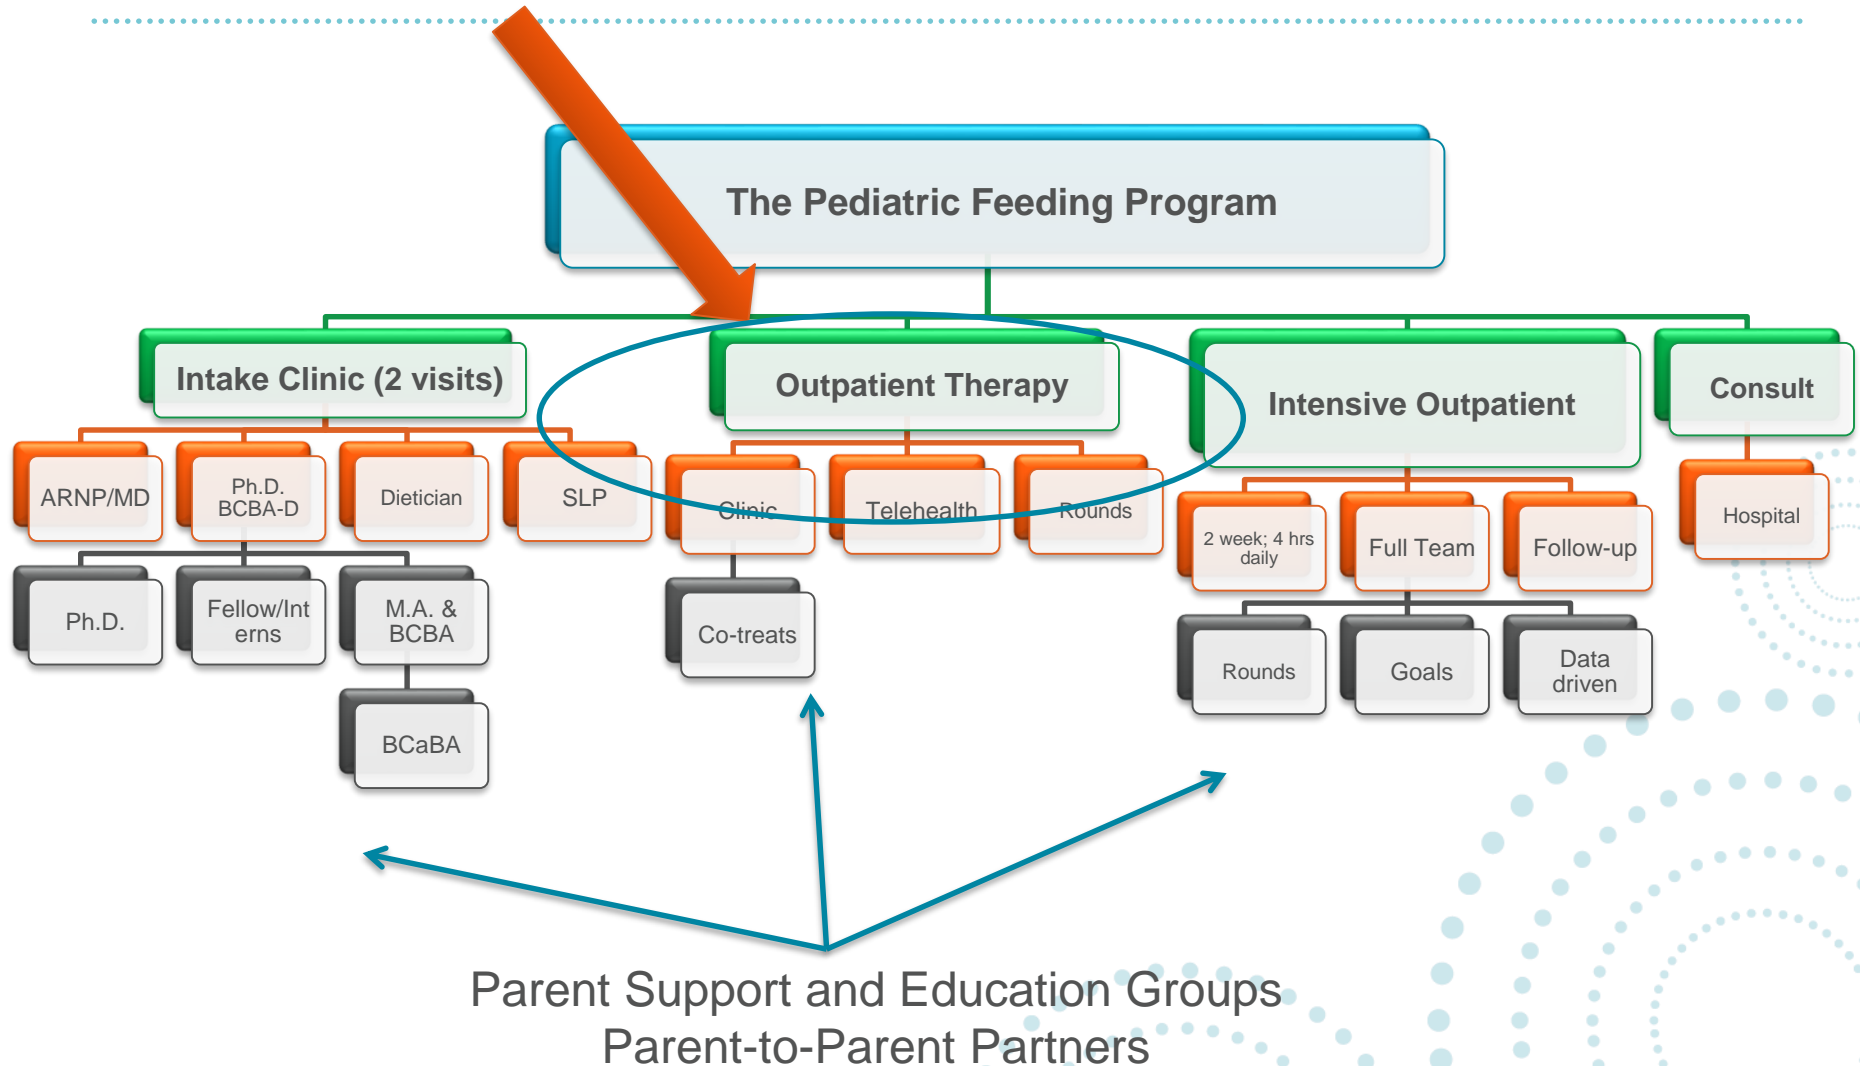 The Pediatric Feeding Program
Intake Clinic (2 visits)
Outpatient Therapy
Intensive Outpatient
Consult
ARNP/MD
Ph.D.
BCBA-D
Dietician
SLP
Clinic
Telehealth
Rounds
2 week; 4 hrs
daily
Full Team
Follow-up
Hospital
Ph.D.
Fellow/Int
erns
M.A. &
BCBA
Co-treats
Rounds
Goals
Data
driven
BCaBA
Parent Support and Education Groups
Parent-to-Parent Partners